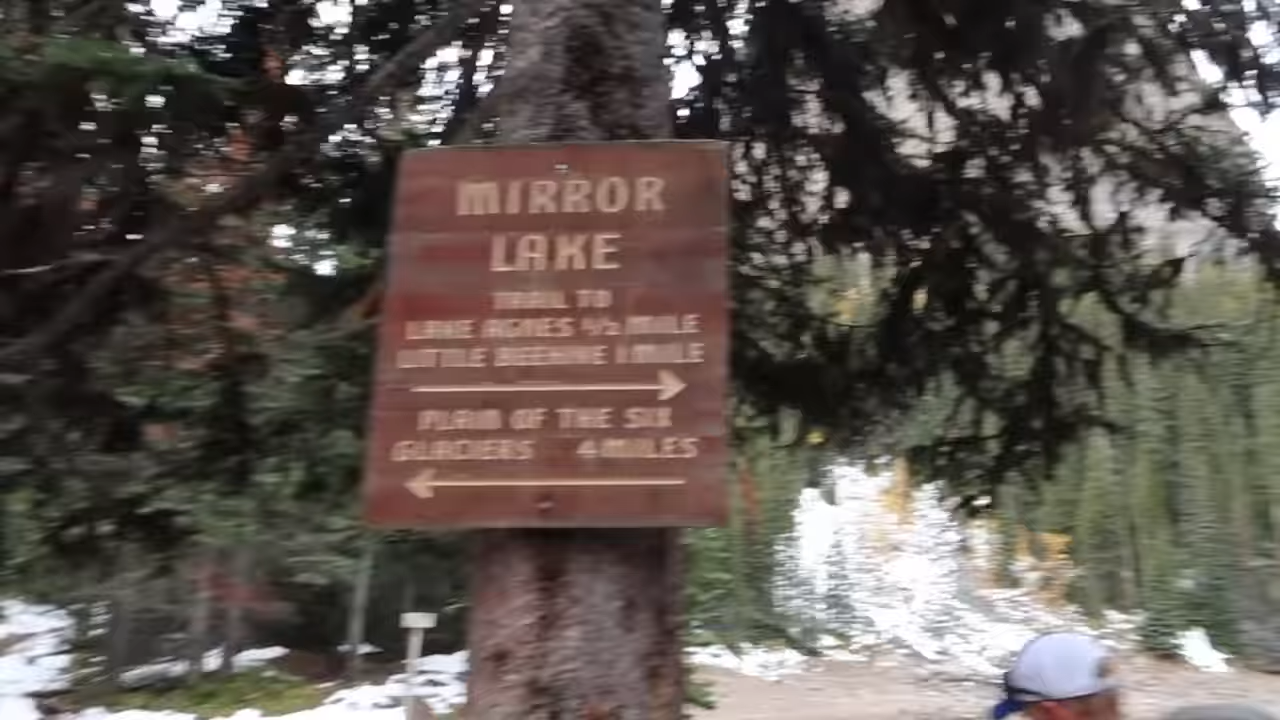 MIRROR
LAKE
TRAIL TO
LAKE AGNES 1/2 MILE
LITTLE BEEHIVE 1 MILE
PLAIN OF THE SIX
GLACIERS 4 MILES